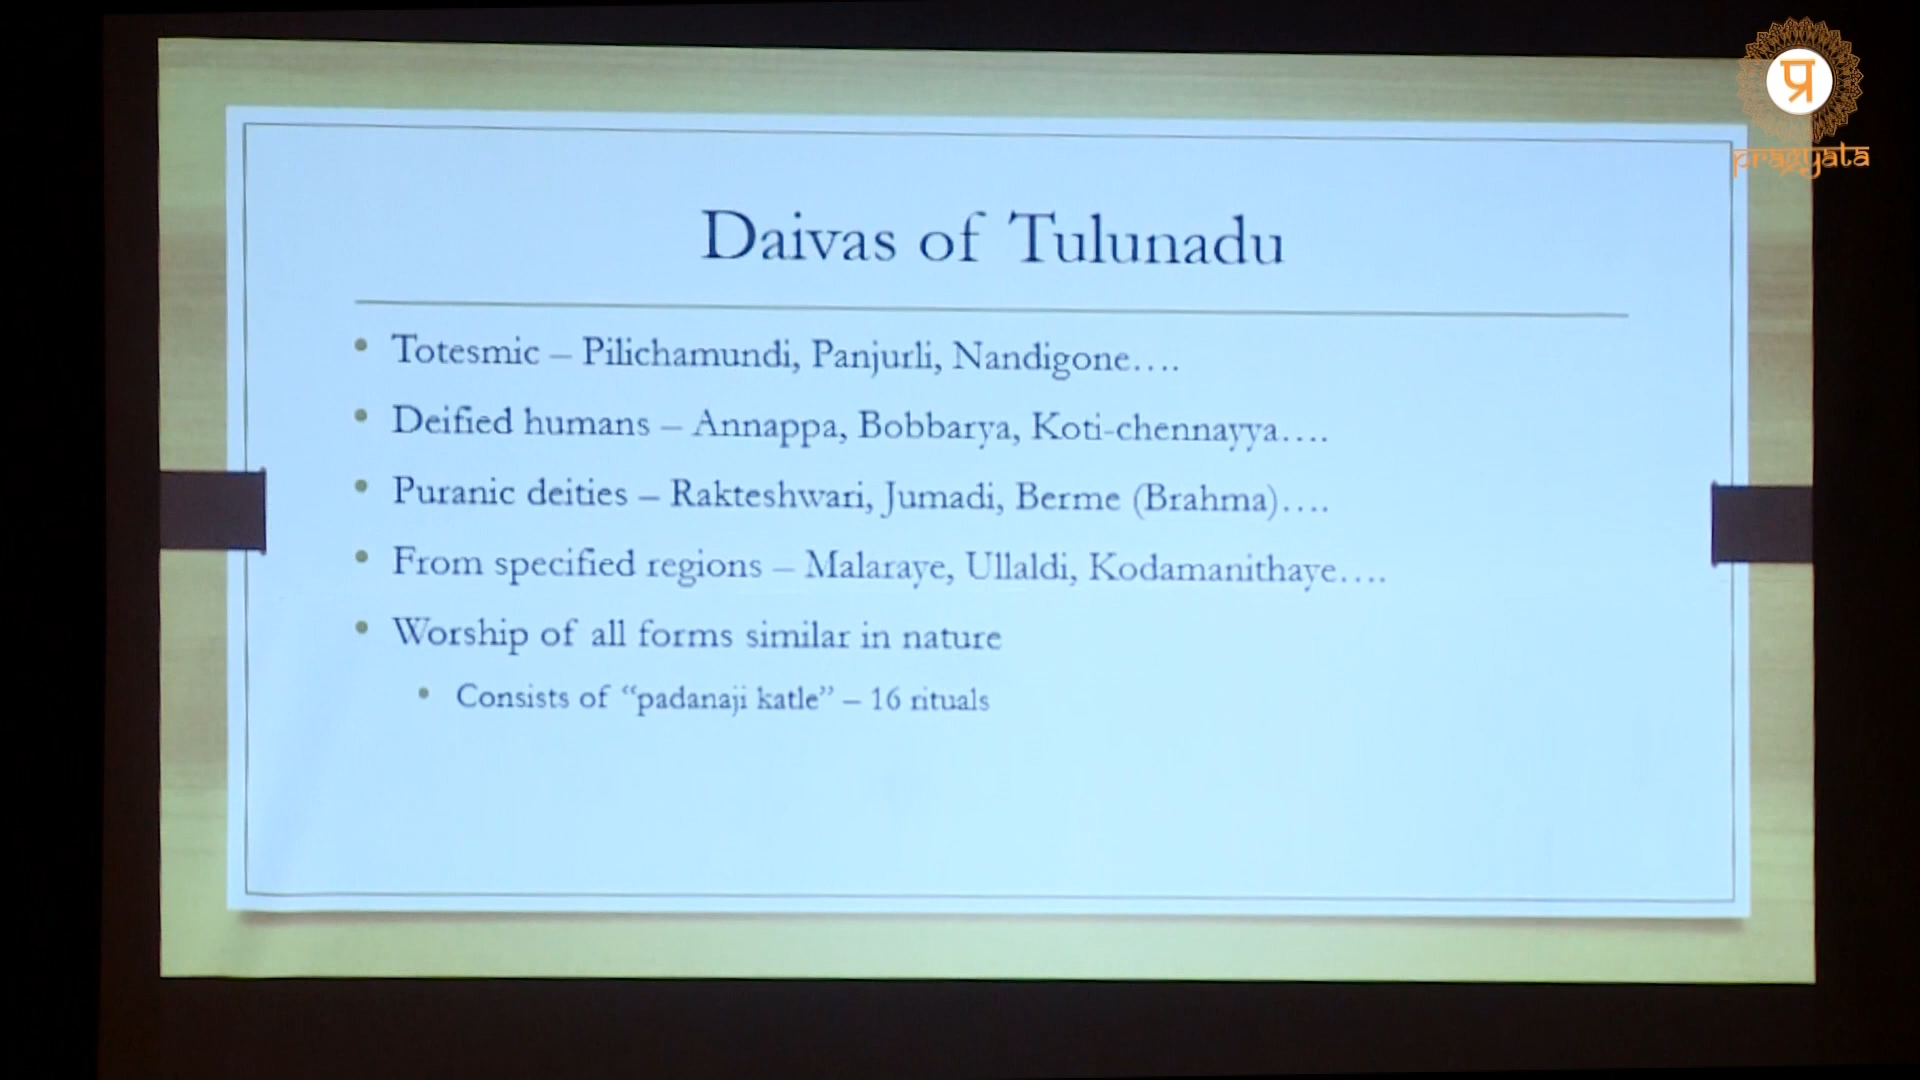 प्र
pragyata
Daivas of Tulunadu
• Totesmic – Pilichamundi, Panjurli, Nandigone….
• Deified humans – Annappa, Bobbarya, Koti-chennayya….
• Puranic deities – Rakteshwari, Jumadi, Berme (Brahma)….
• From specified regions – Malaraye, Ullaldi, Kodamanithaye….
• Worship of all forms similar in nature
• Consists of “padanaji katle” – 16 rituals